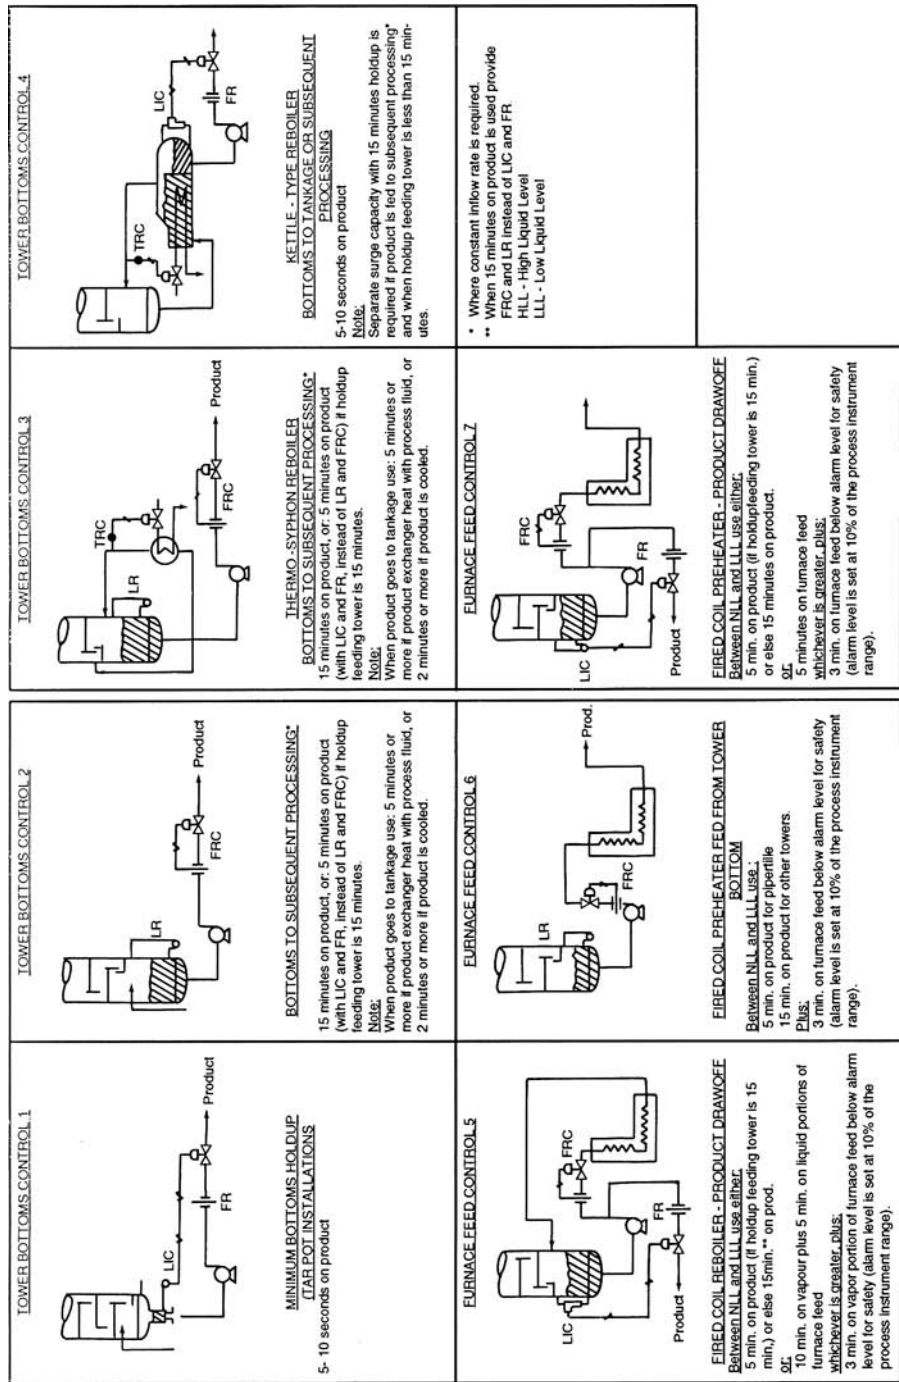 TOWER BOTTOMS CONTROL 1
LIC
FR
Product
MINIMUM BOTTOMS HOLDUP
(TAR POT INSTALLATIONS
5- 10 seconds on product
TOWER BOTTOMS CONTROL 2
LR
FRC
Product
BOTTOMS TO SUBSEQUENT PROCESSING*
15 minutes on product, or: 5 minutes on product
(with LIC and FR, instead of LR and FRC) if holdup
feeding tower is 15 minutes.
Note:
When product goes to tankage use: 5 minutes or
more if product exchanger heat with process fluid, or
2 minutes or more if product is cooled.
TOWER BOTTOMS CONTROL 3
TRC
LR
FRC
Product
THERMO-SYPHON REBOILER
BOTTOMS TO SUBSEQUENT PROCESSING*
15 minutes on product, or: 5 minutes on product
(with LIC and FR, instead of LR and FRC) if holdup
feeding tower is 15 minutes.
Note:
When product goes to tankage use: 5 minutes or
more if product exchanger heat with process fluid, or
2 minutes or more if product is cooled.
TOWER BOTTOMS CONTROL 4
TRC
LIC
FR
KETTLE - TYPE REBOILER
BOTTOMS TO TANKAGE OR SUBSEQUENT
PROCESSING
5-10 seconds on product
Note:
Separate surge capacity with 15 minutes holdup is
required if product is fed to subsequent processing*
and when holdup feeding tower is less than 15 min-
utes.
FURNACE FEED CONTROL 5
LIC
FRC
FR
Product
FIRED COIL REBOILER - PRODUCT DRAWOFF
Between NLL and LLL use either:
5 min. on product (if holdup feeding tower is 15
min.) or else 15min.** on prod.
or:
10 min. on vapour plus 5 min. on liquid portions of
furnace feed
whichever is greater, plus:
3 min. on vapor portion of furnace feed below alarm
level for safety (alarm level is set at 10% of the
process instrument range).
FURNACE FEED CONTROL 6
LR
FRC
Prod.
FIRED COIL PREHEATER FED FROM TOWER
BOTTOM
Between NLL and LLL use :
5 min. on product for pipertile
15 min. on product for other towers.
Plus:
3 min. on furnace feed below alarm level for safety
(alarm level is set at 10% of the process instrument
range).
FURNACE FEED CONTROL 7
FRC
LIC
FR
Product
FIRED COIL PREHEATER - PRODUCT DRAWOFF
Between NLL and LLL use either:
5 min. on product (if holdupfeeding tower is 15 min.)
or else 15 minutes on product.
or:
5 minutes on furnace feed
whichever is greater, plus:
3 min. on furnace feed below alarm level for safety
(alarm level is set at 10% of the process instrument
range).
* Where constant inflow rate is required.
** When 15 minutes on product is used provide
FRC and LR instead of LIC and FR.
HLL - High Liquid Level
LLL - Low Liquid Level